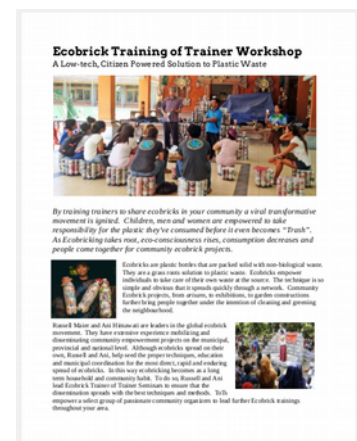 Ecobrick Training of Trainer Workshop
A Low-tech, Citizen Powered Solution to Plastic Waste
By training trainers to share ecobricks in your community a viral transformative
movement is ignited. Children, men and women are empowered to take
responsibility for the plastic they've consumed before it even becomes “Trash”.
As Ecobricking takes root, eco-consciousness rises, consumption decreases and
people come together for community ecobrick projects.
Ecobricks are plastic bottles that are packed solid with non-biological waste.
They are a grass roots solution to plastic waste. Ecobricks empower
individuals to take care of their own waste at the source. The technique is so
simple and obvious that it spreads quickly through a network. Community
Ecobrick projects, from artisans, to exhibitions, to garden constructions
further bring people together under the intention of cleaning and greening
the neighbourhood.
Russell Maier and Ani Himawati are leaders in the global ecobrick
movement. They have extensive experience mobilizing and
disseminating community empowerment projects on the municipal,
provincial and national level. Although ecobricks spread on their
own, Russell and Ani, help seed the proper techniques, education
and municipal coordination for the most direct, rapid and enduring
spread of ecobricks. In this way ecobricking becomes as a long
term household and community habit. To do so, Russell and Ani
lead Ecobrick Trainer of Trainer Seminars to ensure that the
dissemination spreads with the best techniques and methods. ToTs
empower a select group of passionate community organizers to lead further Ecobrick trainings
throughout your area.